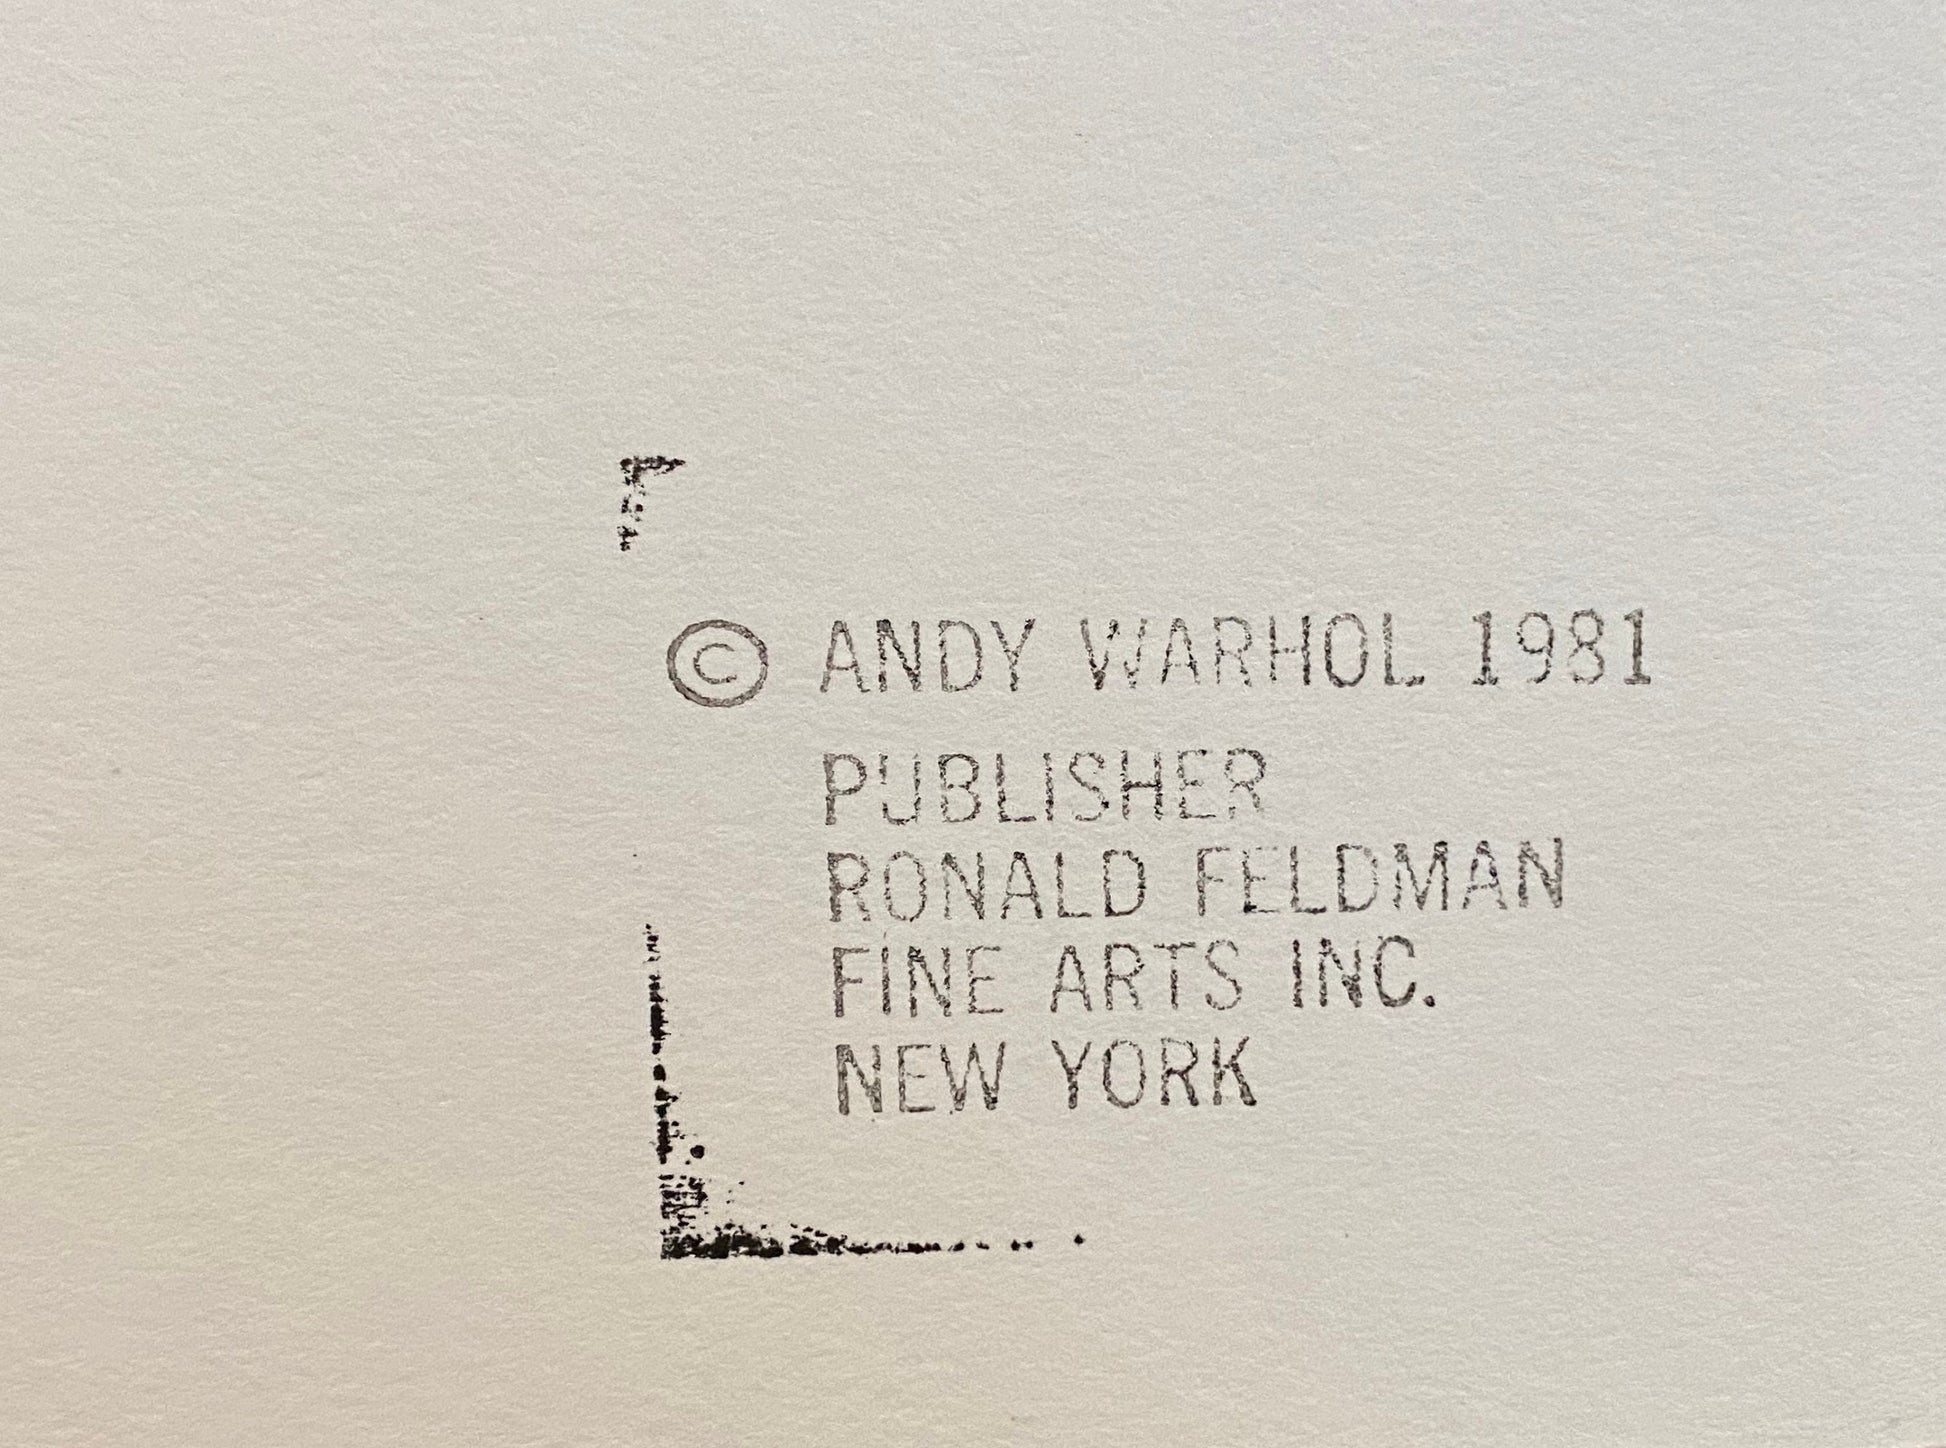 © ANDY WARHOL 1981
PUBLISHER
RONALD FELDMAN
FINE ARTS INC.
NEW YORK